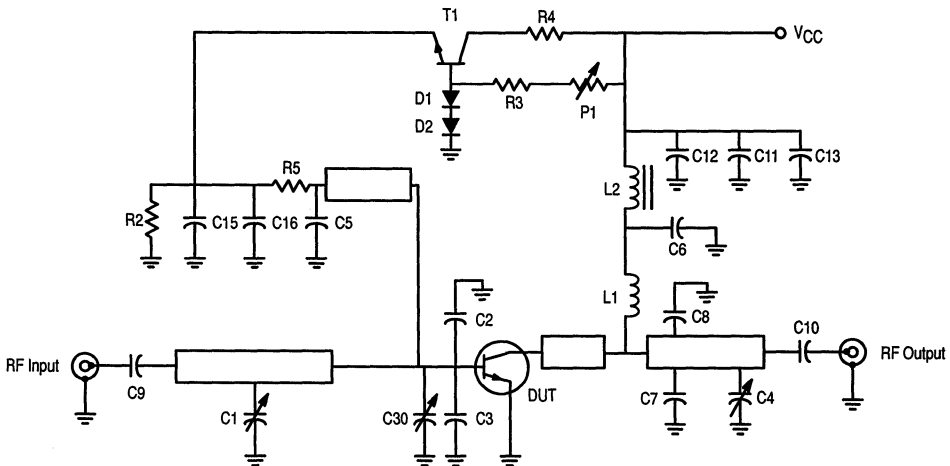 T1
R4
VCC
D1
R3
P1
D2
C12
C11
C13
R5
L2
R2
C15
C16
C5
C6
L1
C2
C8
C10
RF Input
RF Output
C9
DUT
C1
C30
C3
C7
C4